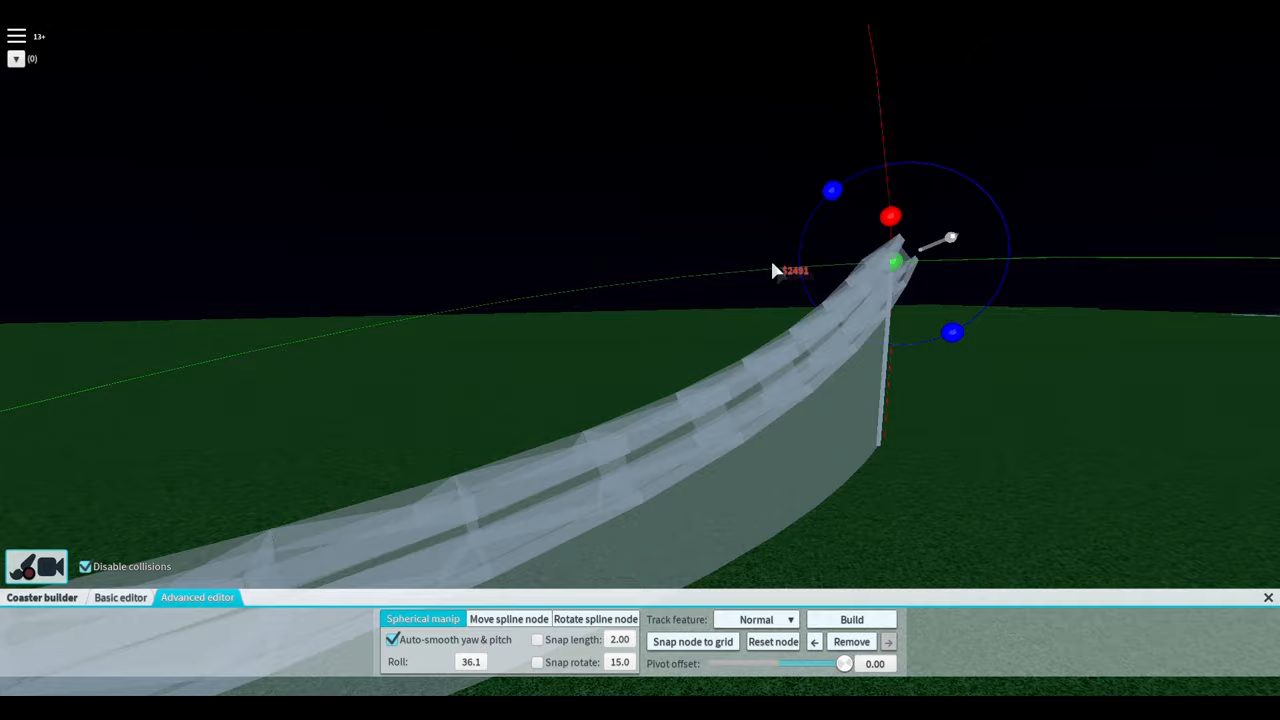 13+
▼ (0)
$2491
Disable collisions
Coaster builder Basic editor Advanced editor ✕
Spherical manip Move spline node Rotate spline node Track feature: Normal ▼ Build
Auto-smooth yaw & pitch Snap length: 2.00 Snap node to grid Reset node ← Remove →
Roll: 36.1 Snap rotate: 15.0 Pivot offset: 0.00